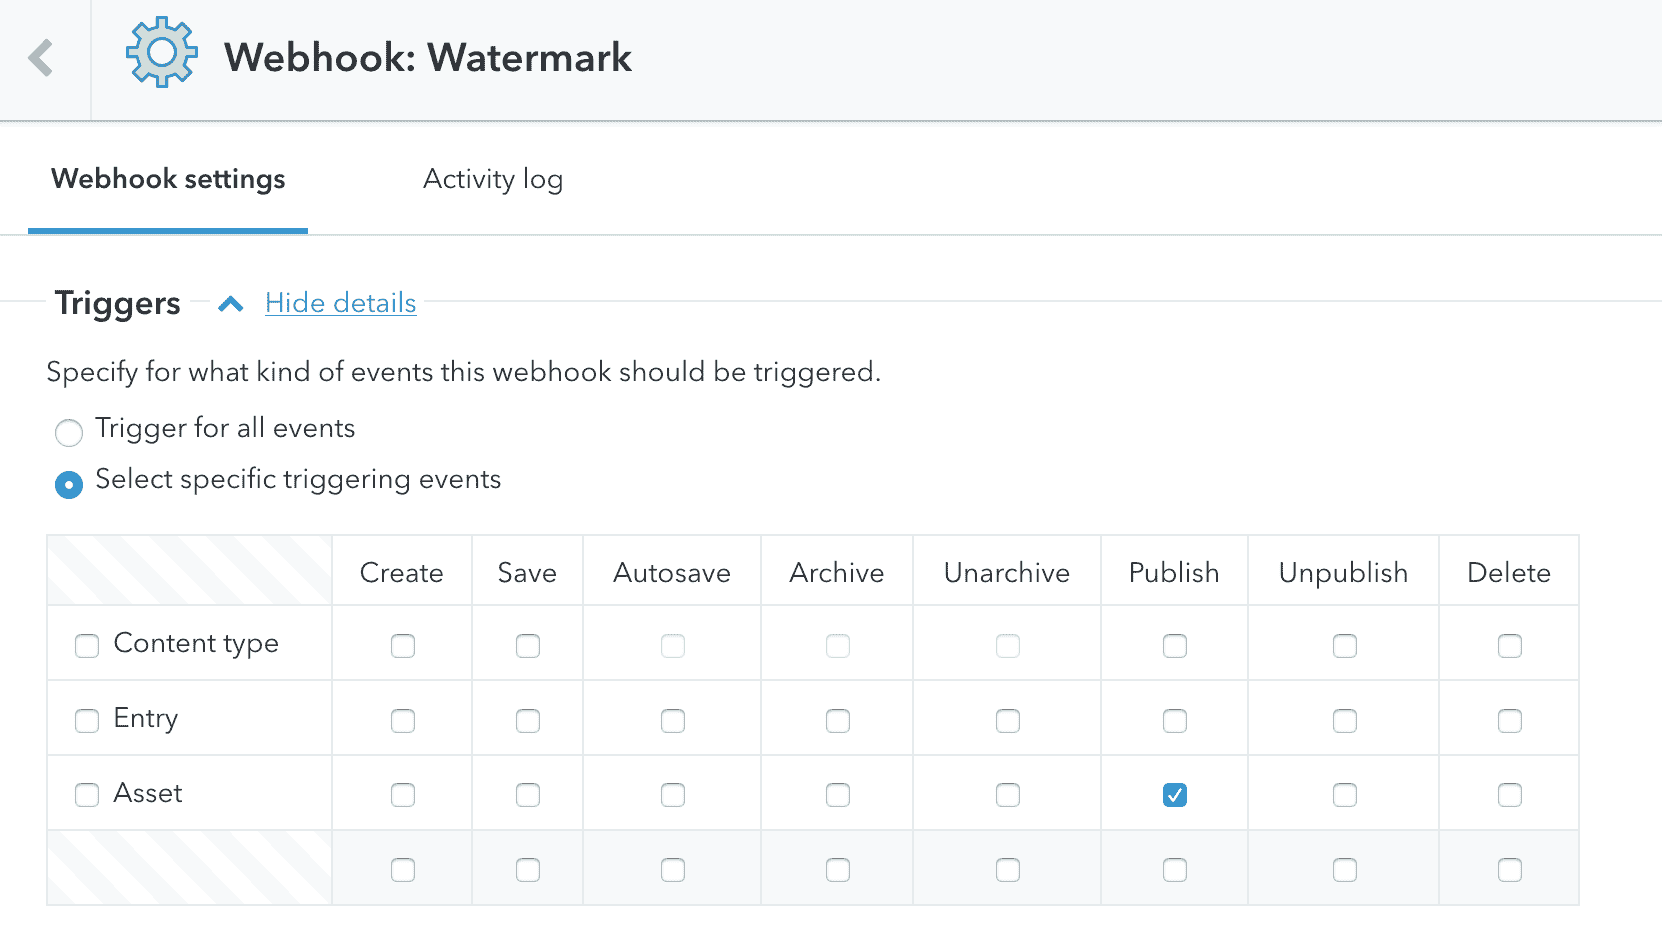 Webhook: Watermark
Webhook settings Activity log
Triggers Hide details
Specify for what kind of events this webhook should be triggered.
Trigger for all events
Select specific triggering events
Create Save Autosave Archive Unarchive Publish Unpublish Delete
Content type
Entry
Asset